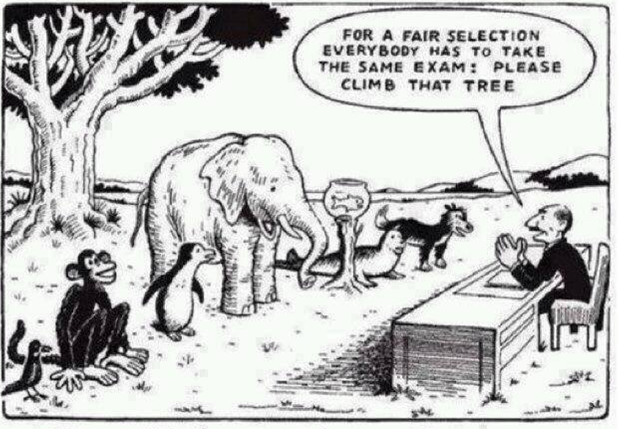 FOR A FAIR SELECTION
EVERYBODY HAS TO TAKE
THE SAME EXAM: PLEASE
CLIMB THAT TREE